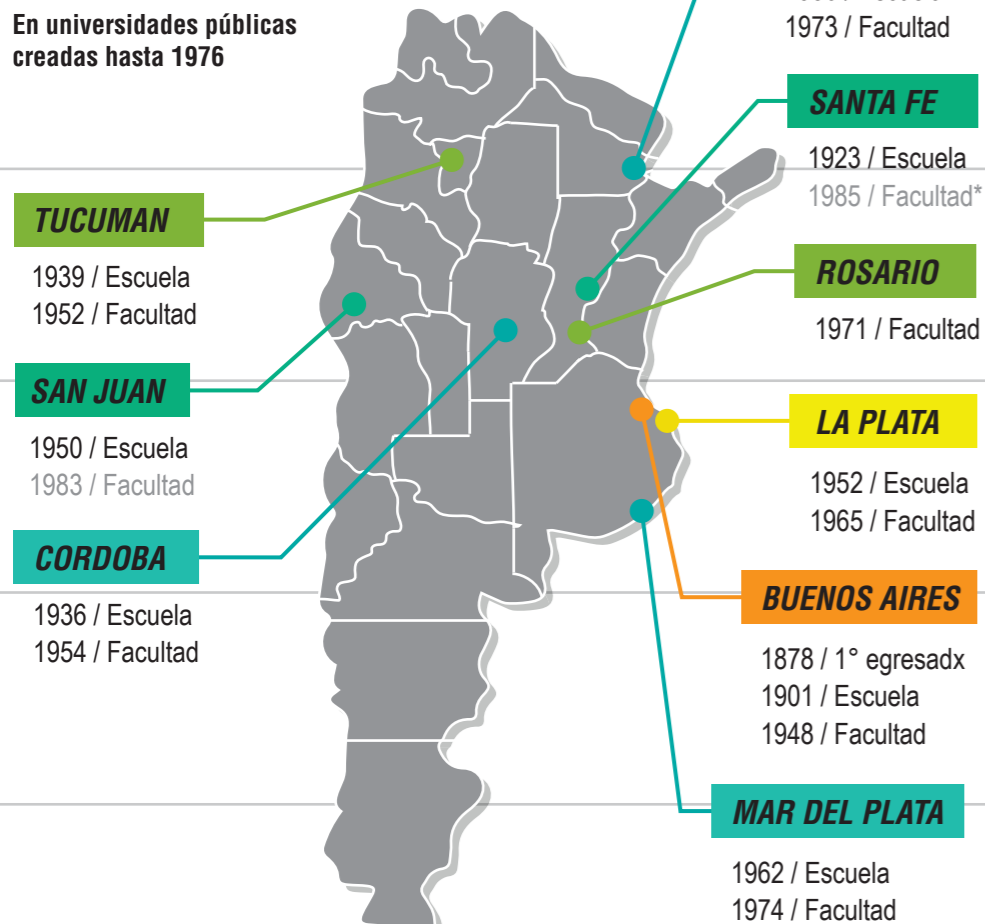 En universidades públicas
creadas hasta 1976
1973 / Facultad
SANTA FE
1923 / Escuela
1985 / Facultad*
TUCUMAN
1939 / Escuela
1952 / Facultad
ROSARIO
1971 / Facultad
SAN JUAN
1950 / Escuela
1983 / Facultad
LA PLATA
1952 / Escuela
1965 / Facultad
CORDOBA
1936 / Escuela
1954 / Facultad
BUENOS AIRES
1878 / 1° egresadx
1901 / Escuela
1948 / Facultad
MAR DEL PLATA
1962 / Escuela
1974 / Facultad